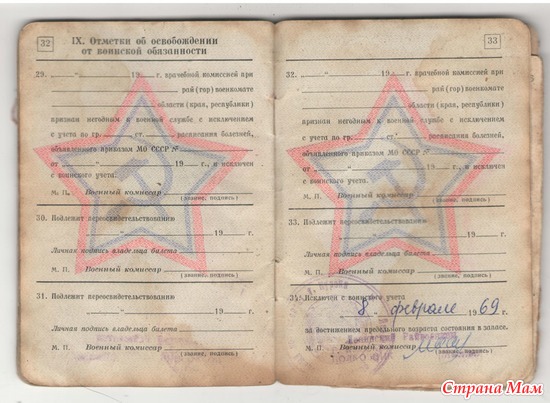 32
IX. Отметки об освобождении
от воинской обязанности
29. „ “ 19 г. врачебной комиссией при
рай (гор) военкомате
области (края, республики)
признан негодным к военной службе с исключением
с учета по гр. ст. расписания болезней,
объявленного приказом МО СССР №
от „ “ 19 г., и исключен
с воинского учета.
М. П. Военный комиссар
(звание, подпись)
30. Подлежит переосвидетельствованию
„ “ 19 г.
Личная подпись владельца билета
М. П. Военный комиссар
(звание, подпись)
31. Подлежит переосвидетельствованию
„ “ 19 г.
Личная подпись владельца билета
М. П. Военный комиссар
(звание, подпись)
33
32. „ “ 19 г. врачебной комиссией при
рай (гор) военкомате
области (края, республики)
признан негодным к военной службе с исключением
с учета по гр. ст. расписания болезней,
объявленного приказом МО СССР №
от „ “ 19 г., и исключен
с воинского учета.
М. П. Военный комиссар
(звание, подпись)
33. Подлежит переосвидетельствованию
„ “ 19 г.
Личная подпись владельца билета
М. П. Военный комиссар
(звание, подпись)
Исключен с воинского учета
8 февраля 1969 г.
за достижением предельного возраста состояния в запасе.
М. П. Военный комиссар
(звание, подпись)
Страна Мам